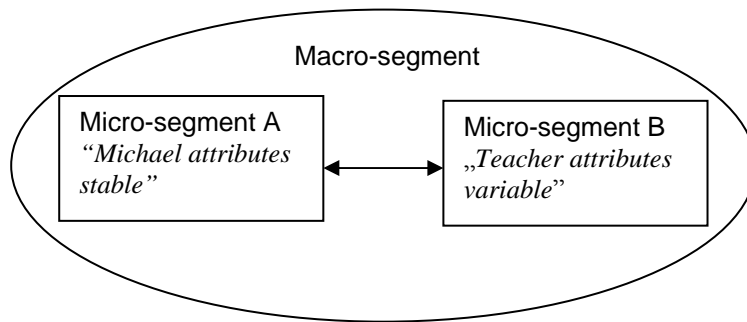 Macro-segment
Micro-segment A
“Michael attributes
stable”
Micro-segment B
„Teacher attributes
variable”